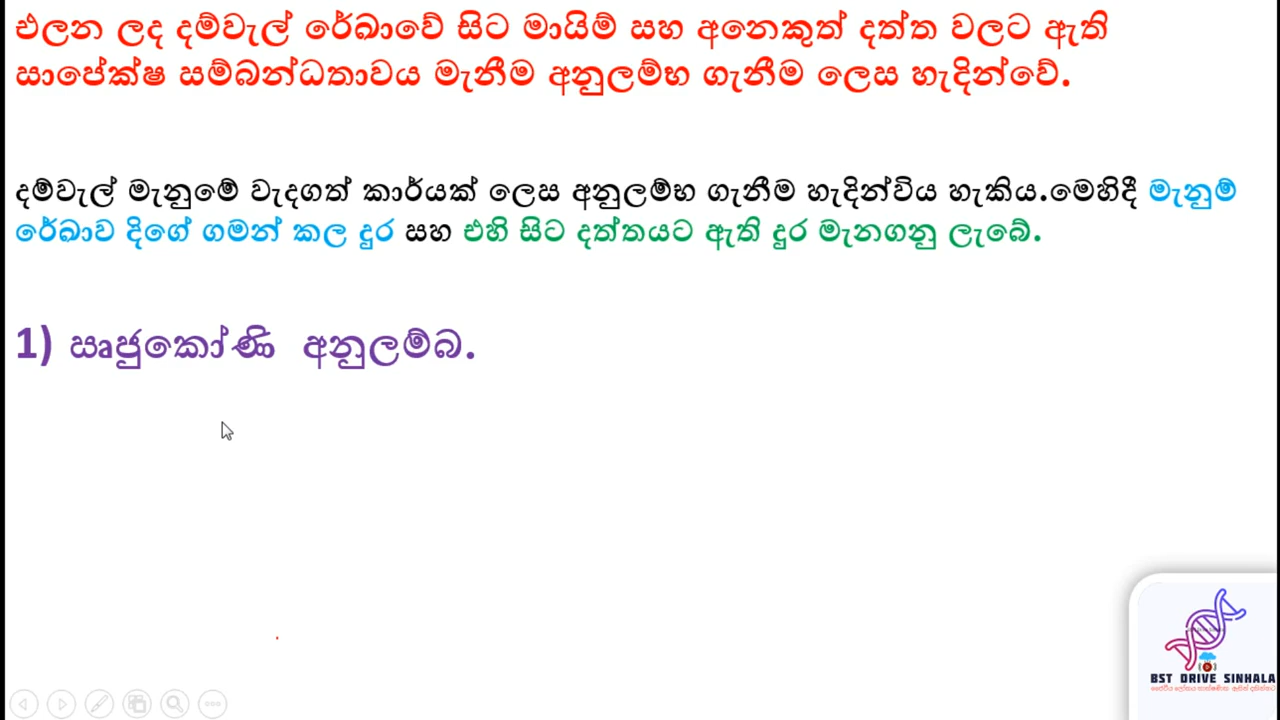 එලන ලද දම්වැල් රේඛාවේ සිට මායිම් සහ අනෙකුත් දත්ත වලට ඇති
සාපේක්ෂ සම්බන්ධතාවය මැනීම අනුලම්භ ගැනීම ලෙස හැදින්වේ.
දම්වැල් මැනුමේ වැදගත් කාර්යක් ලෙස අනුලම්භ ගැනීම හැදින්විය හැකිය.මෙහිදී මැනුම්
රේඛාව දිගේ ගමන් කල දුර සහ එහි සිට දත්තයට ඇති දුර මැනගනු ලැබේ.
1) සෘජුකෝණි අනුලම්බ.
BST DRIVE SINHALA